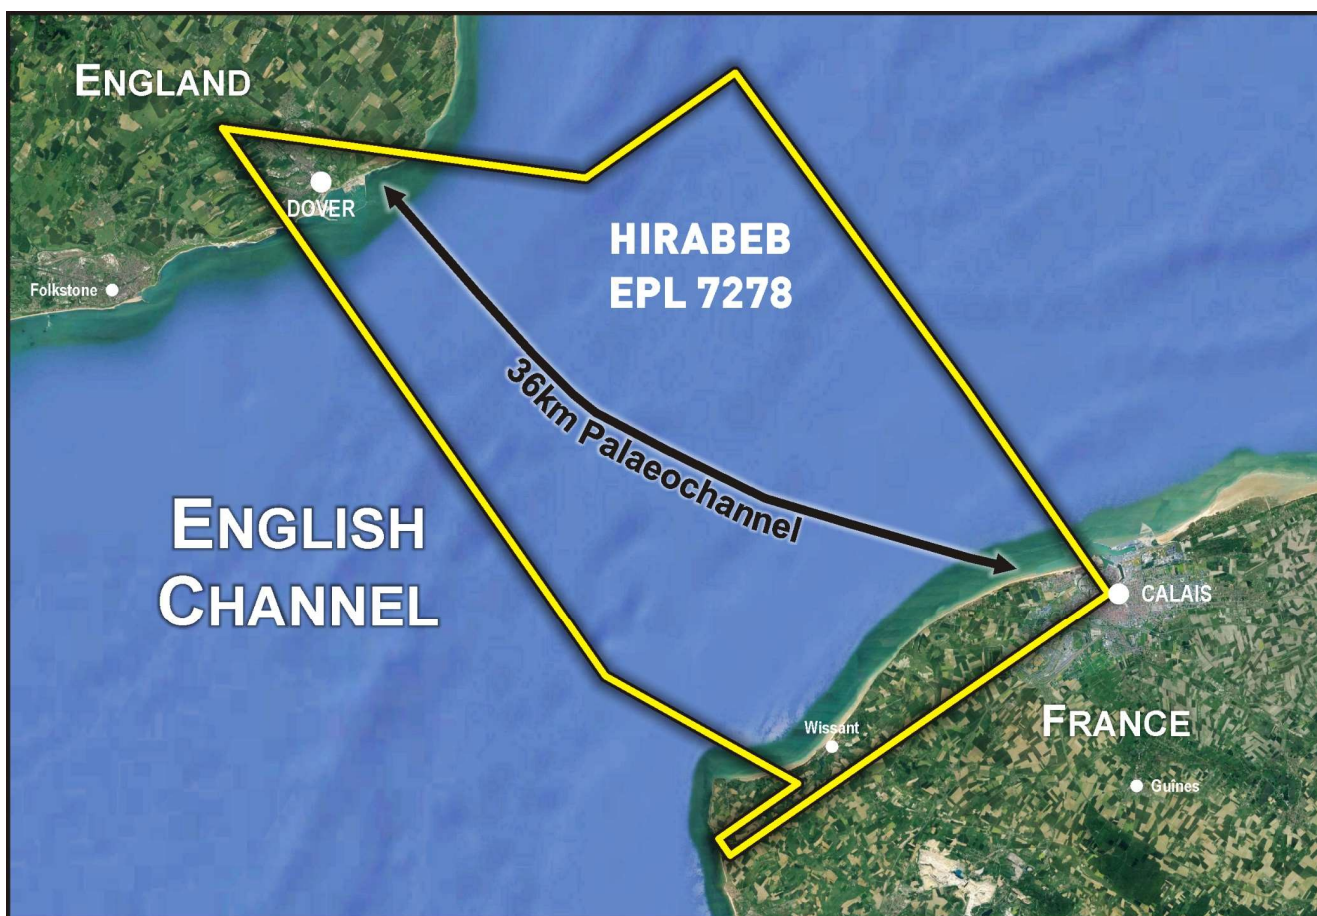 ENGLAND
DOVER
Folkstone
HIRABEB
EPL 7278
36km Palaeochannel
ENGLISH
CHANNEL
CALAIS
FRANCE
Wissant
Guines